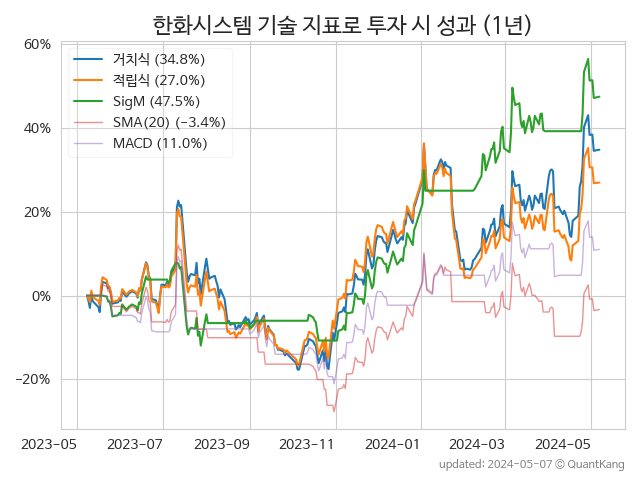 한화시스템 기술 지표로 투자 시 성과 (1년)
60%
40%
20%
0%
−20%
거치식 (34.8%)
적립식 (27.0%)
SigM (47.5%)
SMA(20) (−3.4%)
MACD (11.0%)
2023−05
2023−07
2023−09
2023−11
2024−01
2024−03
2024−05
updated: 2024-05-07 © QuantKang